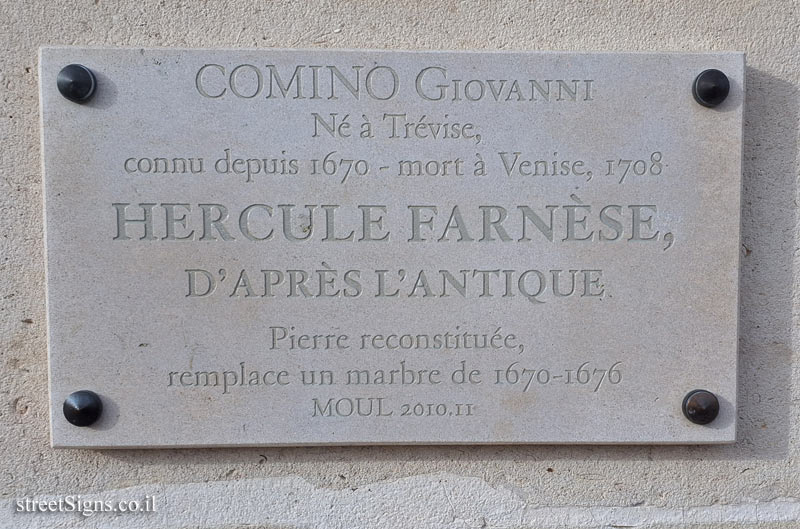 COMINO GIOVANNI
Né à Trévise,
connu depuis 1670 - mort à Venise, 1708
HERCULE FARNÈSE,
D'APRÈS L'ANTIQUE
Pierre reconstituée,
remplace un marbre de 1670-1676
MOUL 2010.11
streetSigns.co.il